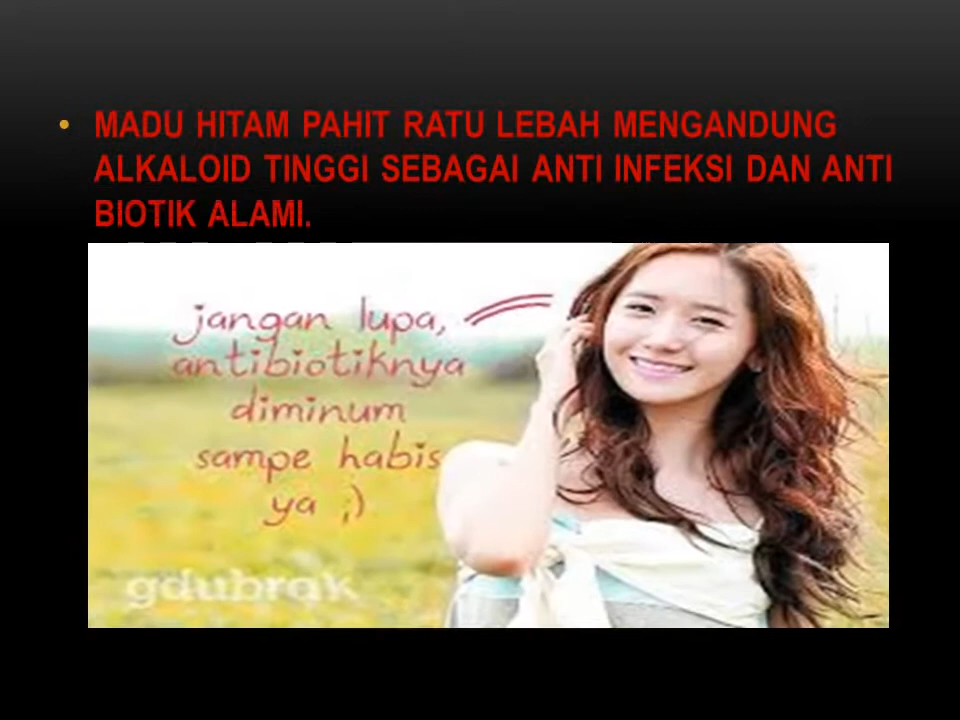 • MADU HITAM PAHIT RATU LEBAH MENGANDUNG
ALKALOID TINGGI SEBAGAI ANTI INFEKSI DAN ANTI
BIOTIK ALAMI.
jangan lupa,
antibiotiknya
diminum
sampe habis
ya ;)
gdubrak